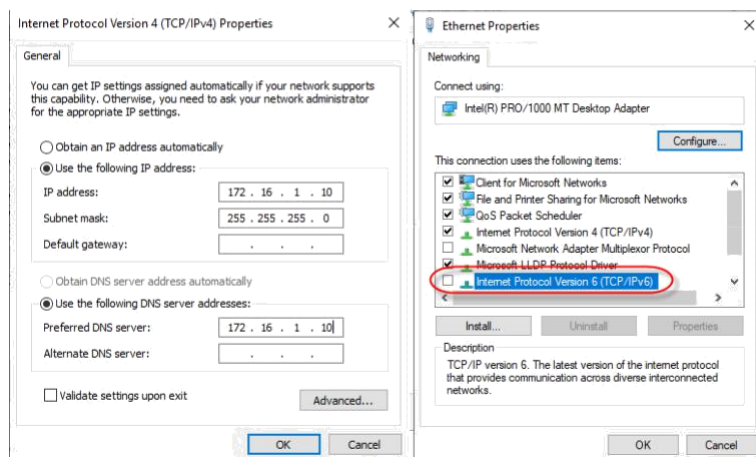 Internet Protocol Version 4 (TCP/IPv4) Properties
General
You can get IP settings assigned automatically if your network supports
this capability. Otherwise, you need to ask your network administrator
for the appropriate IP settings.
Obtain an IP address automatically
Use the following IP address:
IP address: 172 . 16 . 1 . 10
Subnet mask: 255 . 255 . 255 . 0
Default gateway: . . .
Obtain DNS server address automatically
Use the following DNS server addresses:
Preferred DNS server: 172 . 16 . 1 . 10
Alternate DNS server: . . .
Validate settings upon exit
Advanced...
OK Cancel
Ethernet Properties
Networking
Connect using:
Intel(R) PRO/1000 MT Desktop Adapter
Configure...
This connection uses the following items:
Client for Microsoft Networks
File and Printer Sharing for Microsoft Networks
QoS Packet Scheduler
Internet Protocol Version 4 (TCP/IPv4)
Microsoft Network Adapter Multiplexor Protocol
Microsoft LLDP Protocol Driver
Internet Protocol Version 6 (TCP/IPv6)
Install... Uninstall Properties
Description
TCP/IP version 6. The latest version of the internet protocol
that provides communication across diverse interconnected
networks.
OK Cancel